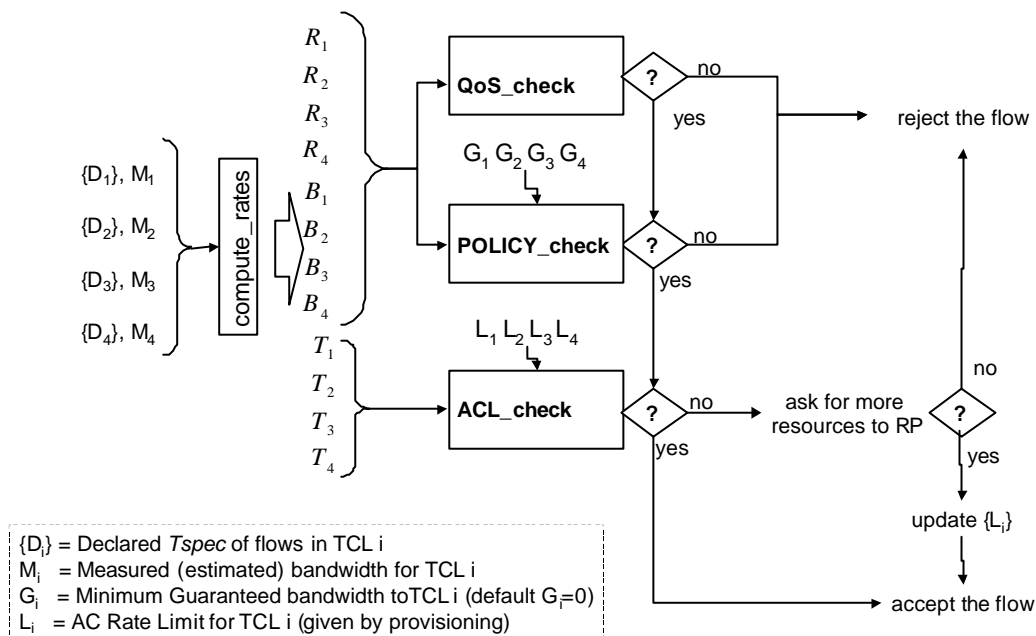 R1
R2
R3
R4
B1
B2
B3
B4
{D1}, M1
{D2}, M2
{D3}, M3
{D4}, M4
compute_rates
QoS_check
?
no
yes
reject the flow
G1 G2 G3 G4
POLICY_check
?
no
yes
T1
T2
T3
T4
L1 L2 L3 L4
ACL_check
?
no
yes
ask for more
resources to RP
?
no
yes
update {Li}
accept the flow
{Di} = Declared Tspec of flows in TCL i
Mi = Measured (estimated) bandwidth for TCL i
Gi = Minimum Guaranteed bandwidth toTCL i (default Gi=0)
Li = AC Rate Limit for TCL i (given by provisioning)